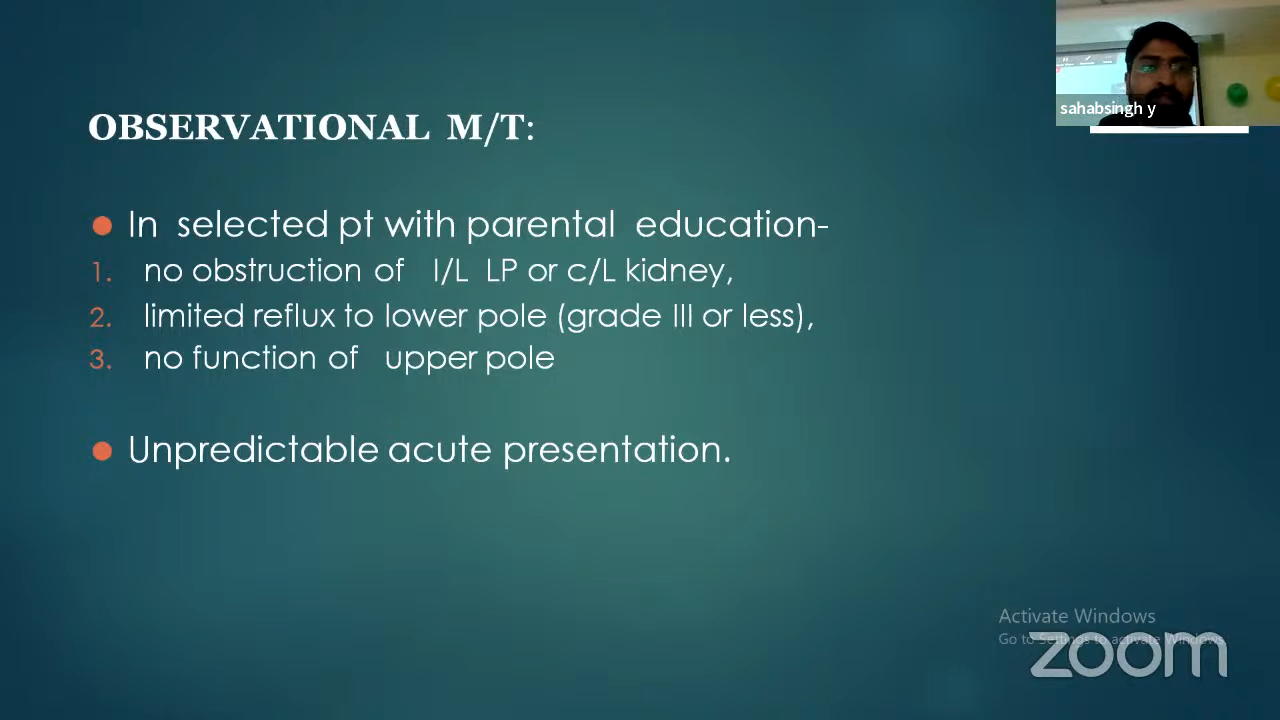 sahabsingh y
OBSERVATIONAL M/T:
In selected pt with parental education-
1. no obstruction of I/L LP or c/L kidney,
2. limited reflux to lower pole (grade III or less),
3. no function of upper pole
Unpredictable acute presentation.
Activate Windows
Go to Settings to activate Windows.
zoom